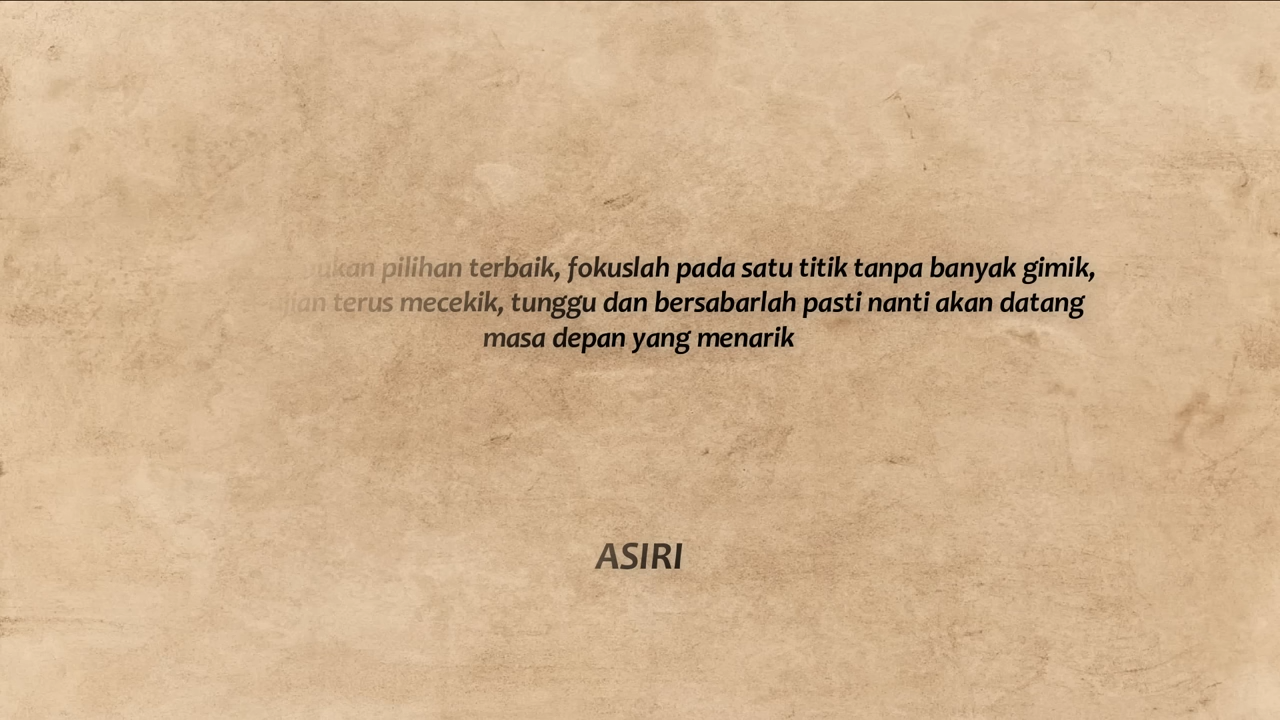 pilihan terbaik, fokuslah pada satu titik tanpa banyak gimik,
terus mecekik, tunggu dan bersabarlah pasti nanti akan datang
masa depan yang menarik
ASIRI